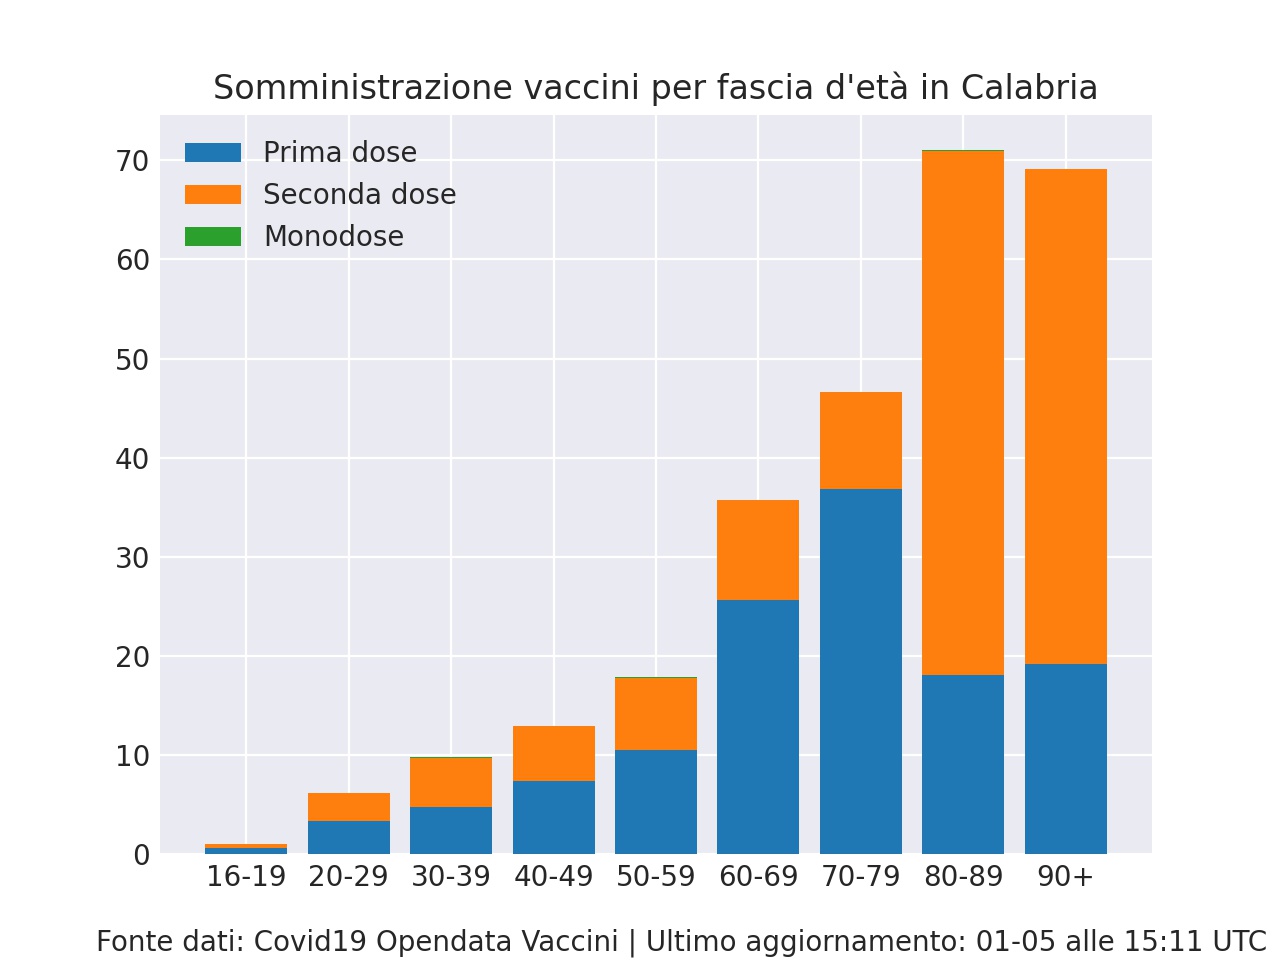 Somministrazione vaccini per fascia d'età in Calabria
Prima dose
Seconda dose
Monodose
70
60
50
40
30
20
10
0
16-19 20-29 30-39 40-49 50-59 60-69 70-79 80-89 90+
Fonte dati: Covid19 Opendata Vaccini | Ultimo aggiornamento: 01-05 alle 15:11 UTC